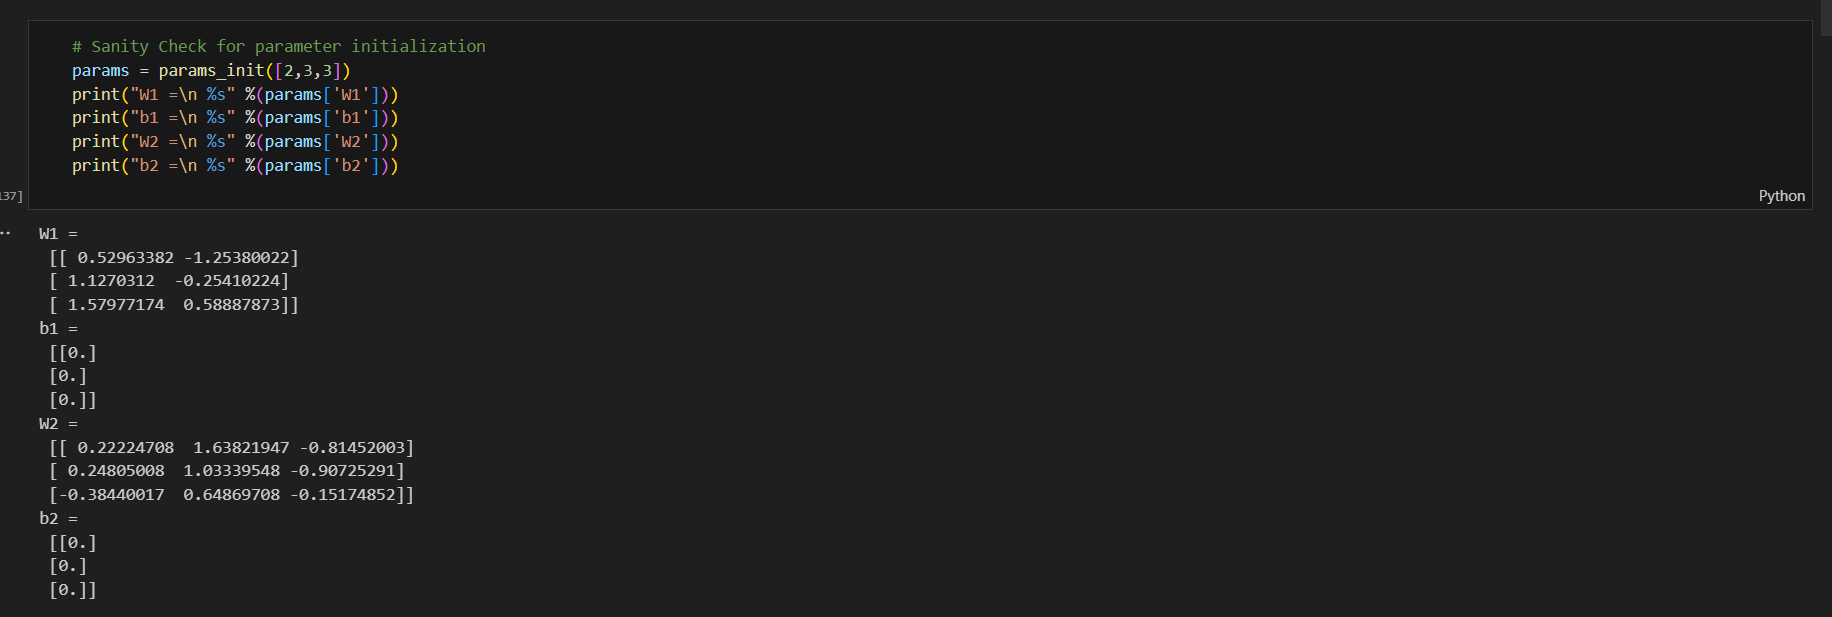 # Sanity Check for parameter initialization
params = params_init([2,3,3])
print("W1 =\n %s" %(params['W1']))
print("b1 =\n %s" %(params['b1']))
print("W2 =\n %s" %(params['W2']))
print("b2 =\n %s" %(params['b2']))
137]
Python
W1 =
[[ 0.52963382 -1.25380022]
[ 1.1270312  -0.25410224]
[ 1.57977174  0.58887873]]
b1 =
[[0.]
[0.]
[0.]]
W2 =
[[ 0.22224708  1.63821947 -0.81452003]
[ 0.24805008  1.03339548 -0.90725291]
[-0.38440017  0.64869708 -0.15174852]]
b2 =
[[0.]
[0.]
[0.]]